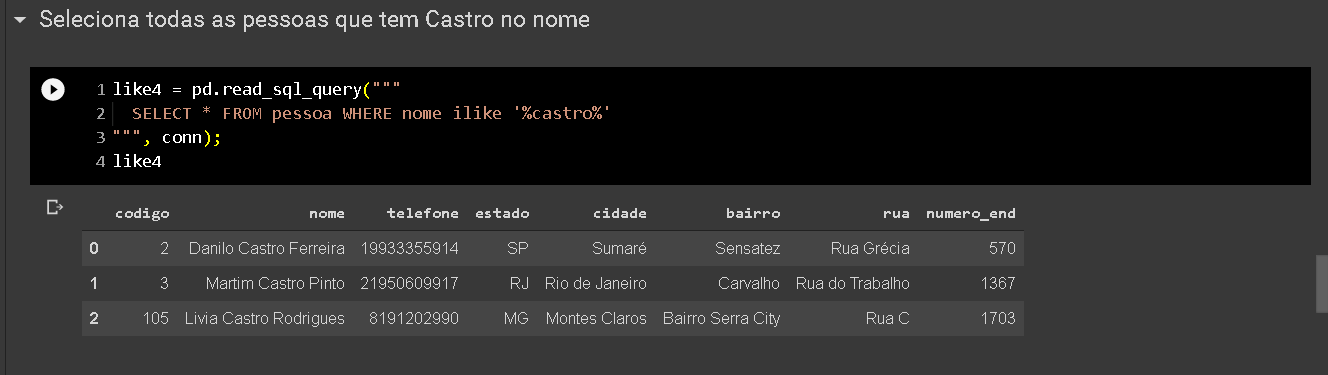 Seleciona todas as pessoas que tem Castro no nome
1 like4 = pd.read_sql_query("""
2 SELECT * FROM pessoa WHERE nome ilike '%castro%'
3 """, conn);
4 like4
codigo nome telefone estado cidade bairro rua numero_end
0 2 Danilo Castro Ferreira 19933355914 SP Sumaré Sensatez Rua Grécia 570
1 3 Martim Castro Pinto 21950609917 RJ Rio de Janeiro Carvalho Rua do Trabalho 1367
2 105 Livia Castro Rodrigues 8191202990 MG Montes Claros Bairro Serra City Rua C 1703